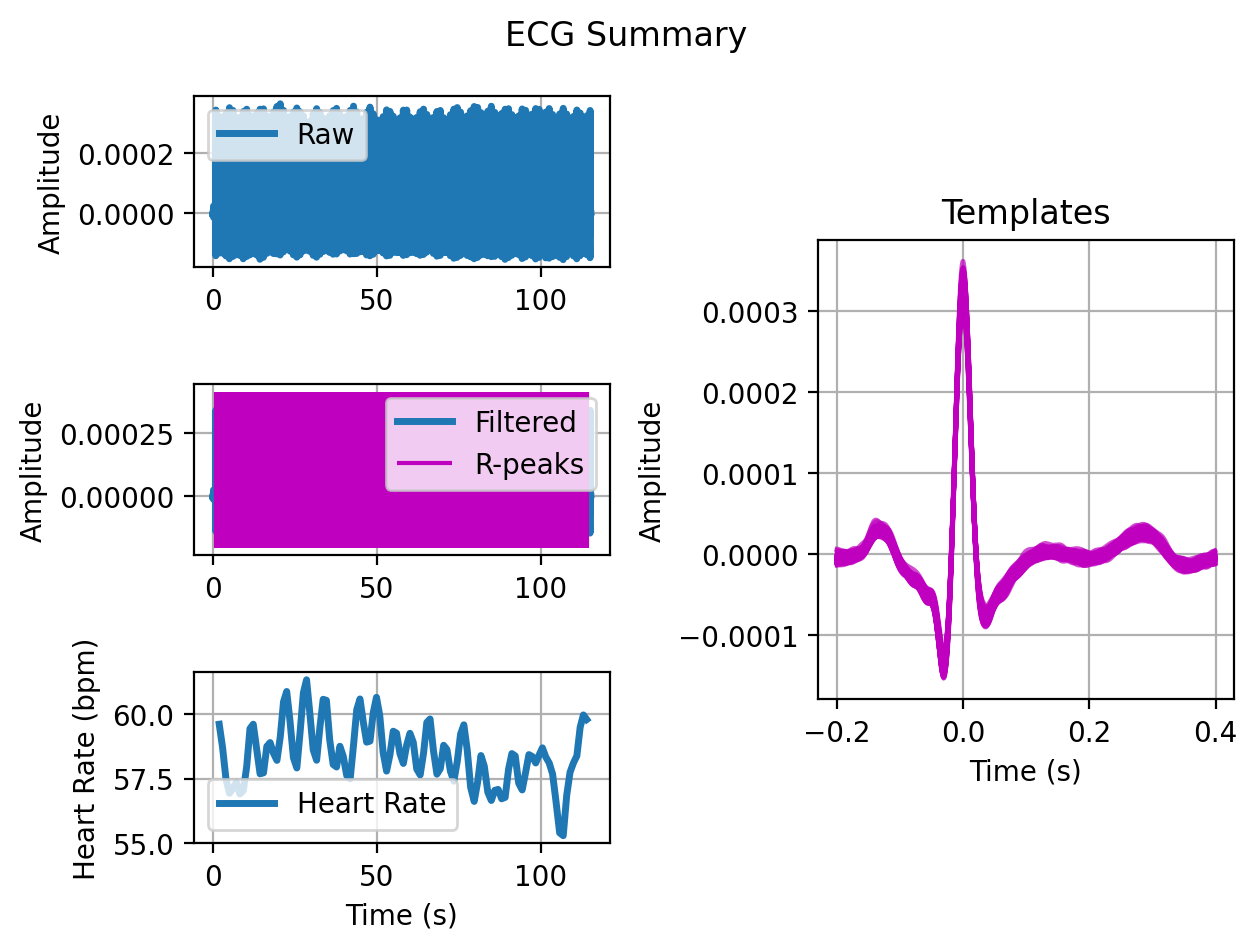 ECG Summary
Amplitude
0.0002
0.0000
Raw
0
50
100
Amplitude
0.00025
0.00000
Filtered
R-peaks
0
50
100
Heart Rate (bpm)
60.0
57.5
55.0
Heart Rate
0
50
100
Time (s)
Templates
Amplitude
0.0003
0.0002
0.0001
0.0000
−0.0001
−0.2
0.0
0.2
0.4
Time (s)